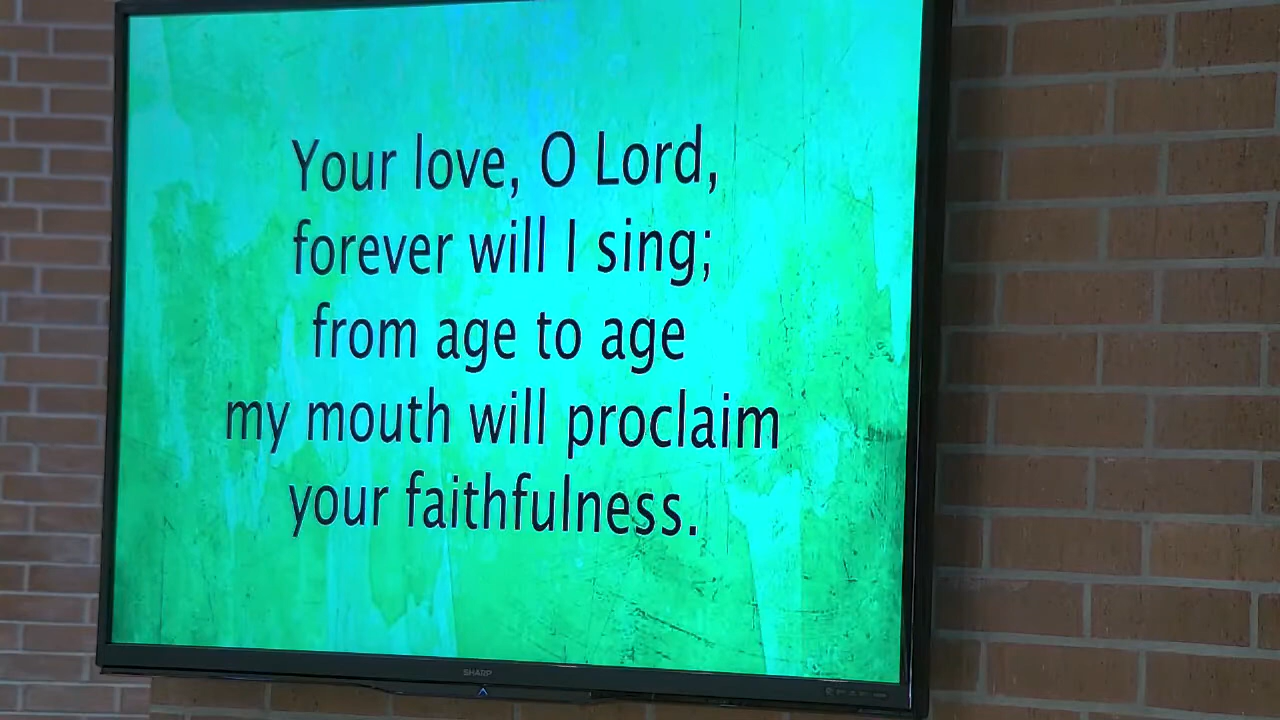 Your love, O Lord,
forever will I sing;
from age to age
my mouth will proclaim
your faithfulness.
SHARP